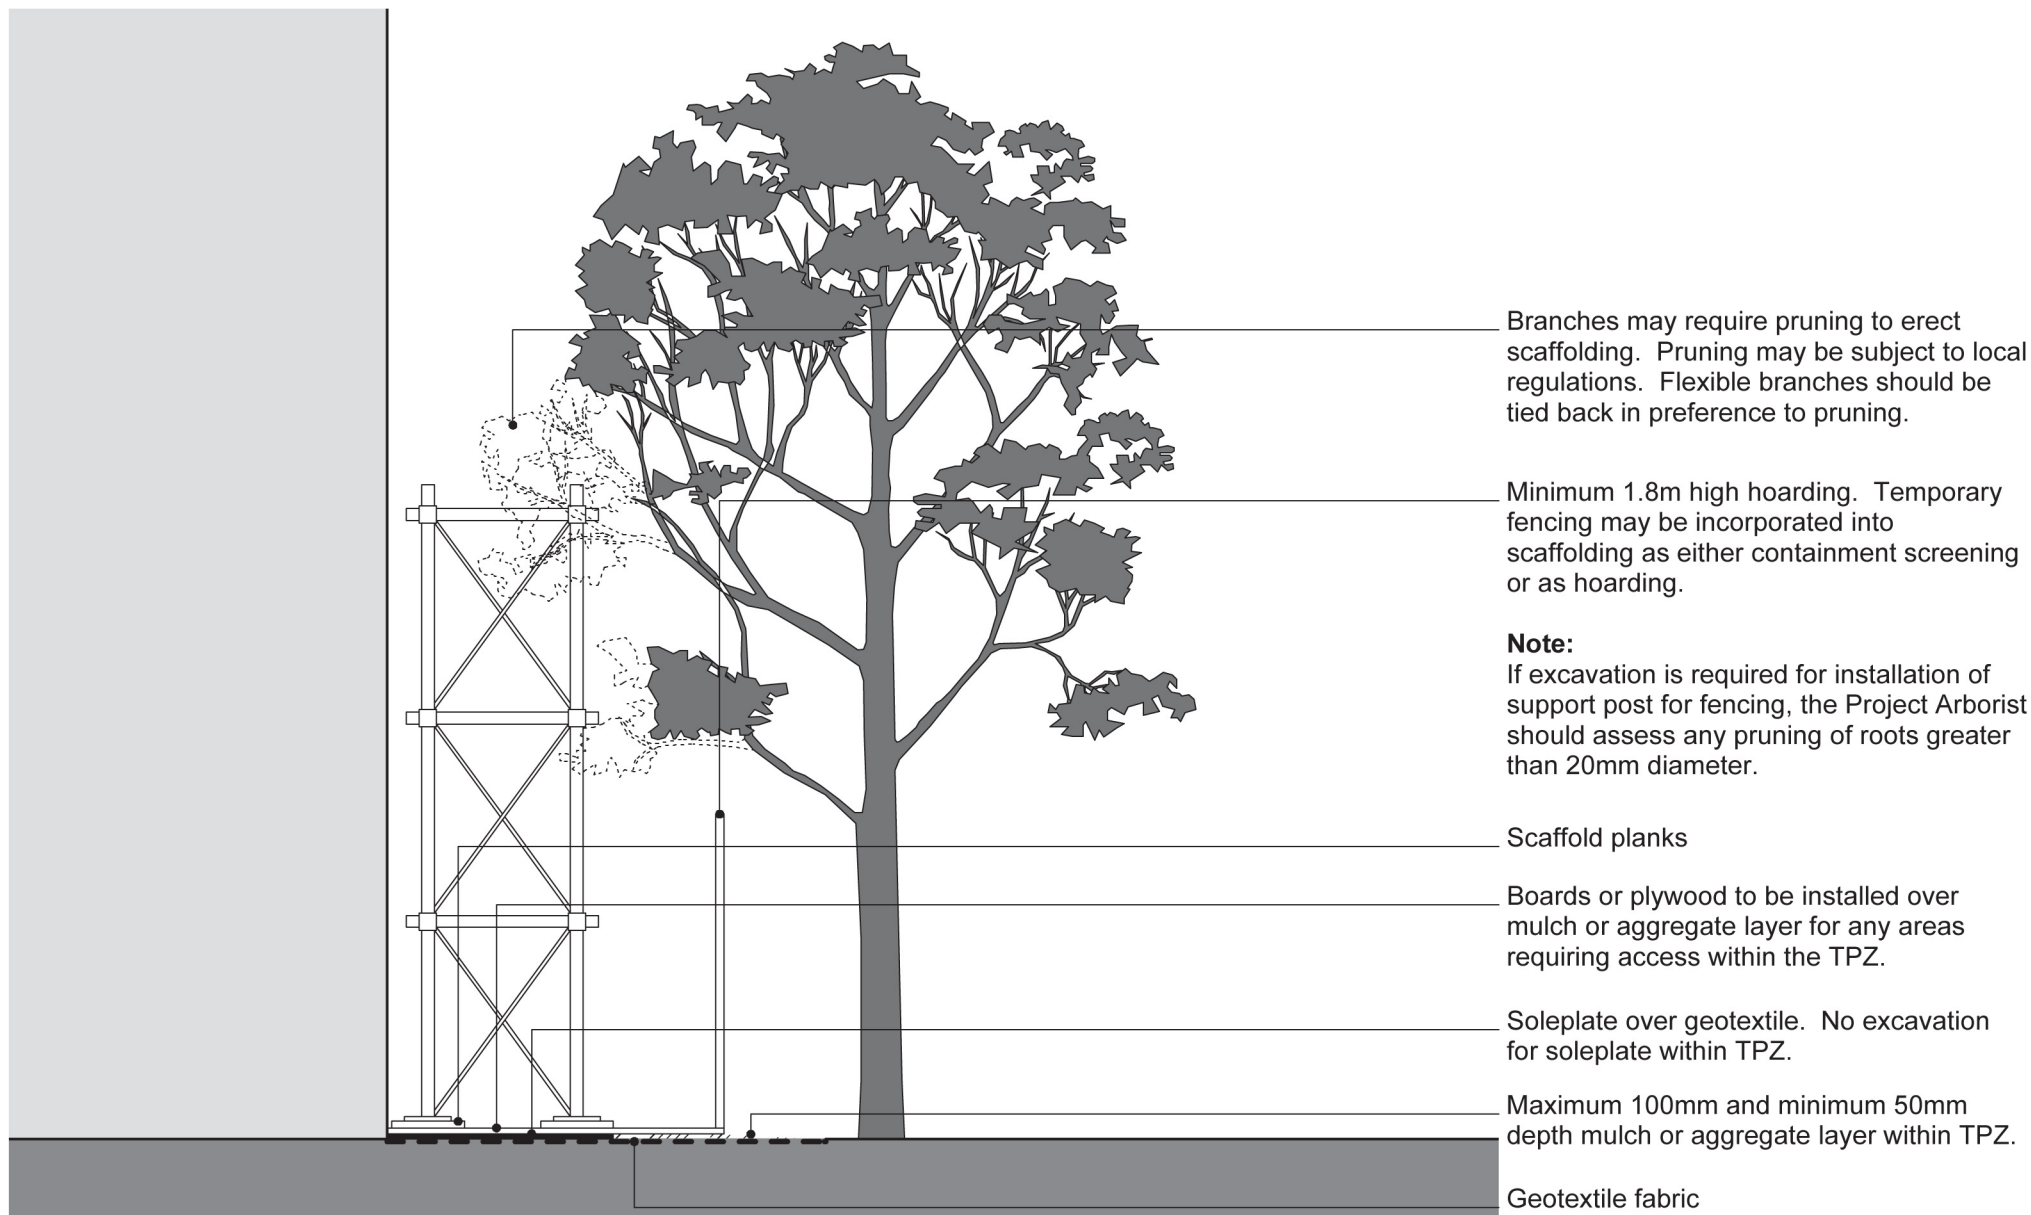 Branches may require pruning to erect
scaffolding.  Pruning may be subject to local
regulations.  Flexible branches should be
tied back in preference to pruning.
Minimum 1.8m high hoarding.  Temporary
fencing may be incorporated into
scaffolding as either containment screening
or as hoarding.
Note:
If excavation is required for installation of
support post for fencing, the Project Arborist
should assess any pruning of roots greater
than 20mm diameter.
Scaffold planks
Boards or plywood to be installed over
mulch or aggregate layer for any areas
requiring access within the TPZ.
Soleplate over geotextile.  No excavation
for soleplate within TPZ.
Maximum 100mm and minimum 50mm
depth mulch or aggregate layer within TPZ.
Geotextile fabric